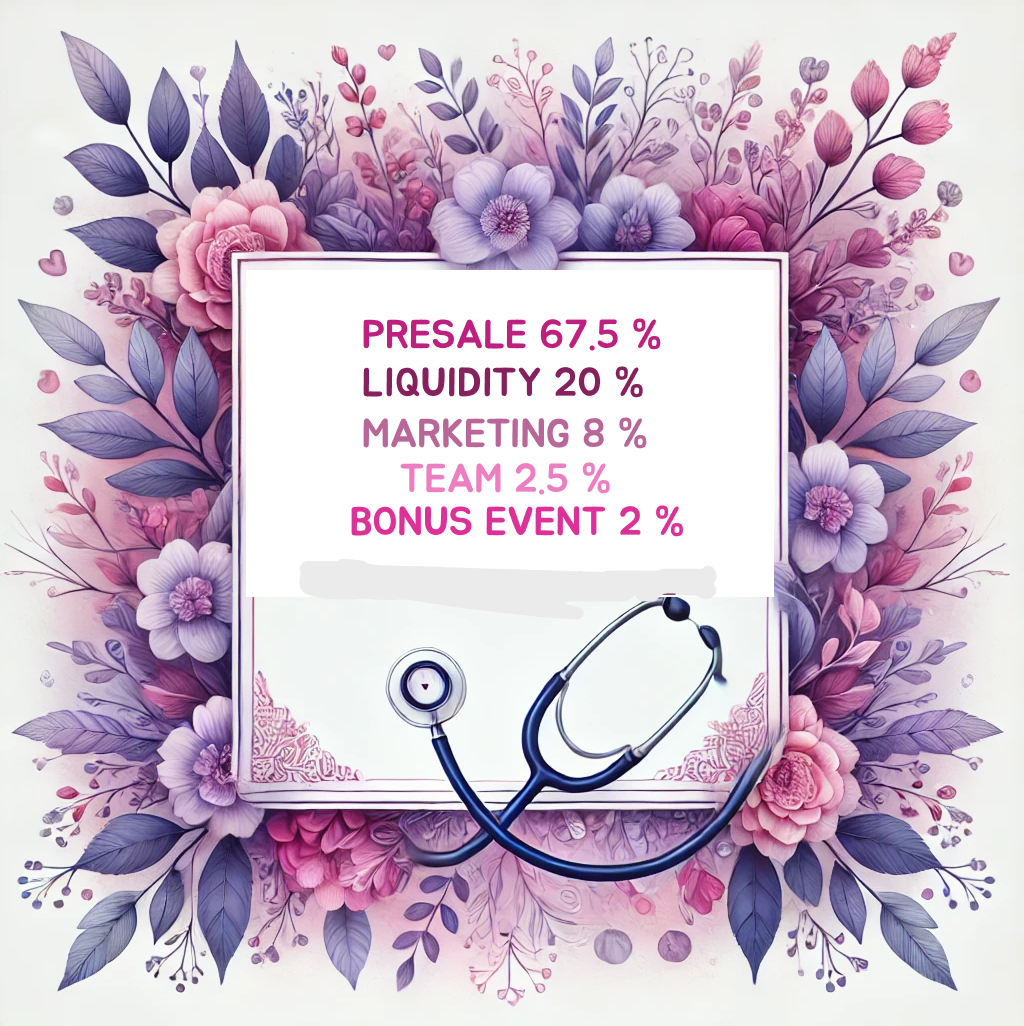 PRESALE 67.5 %
LIQUIDITY 20 %
MARKETING 8 %
TEAM 2.5 %
BONUS EVENT 2 %